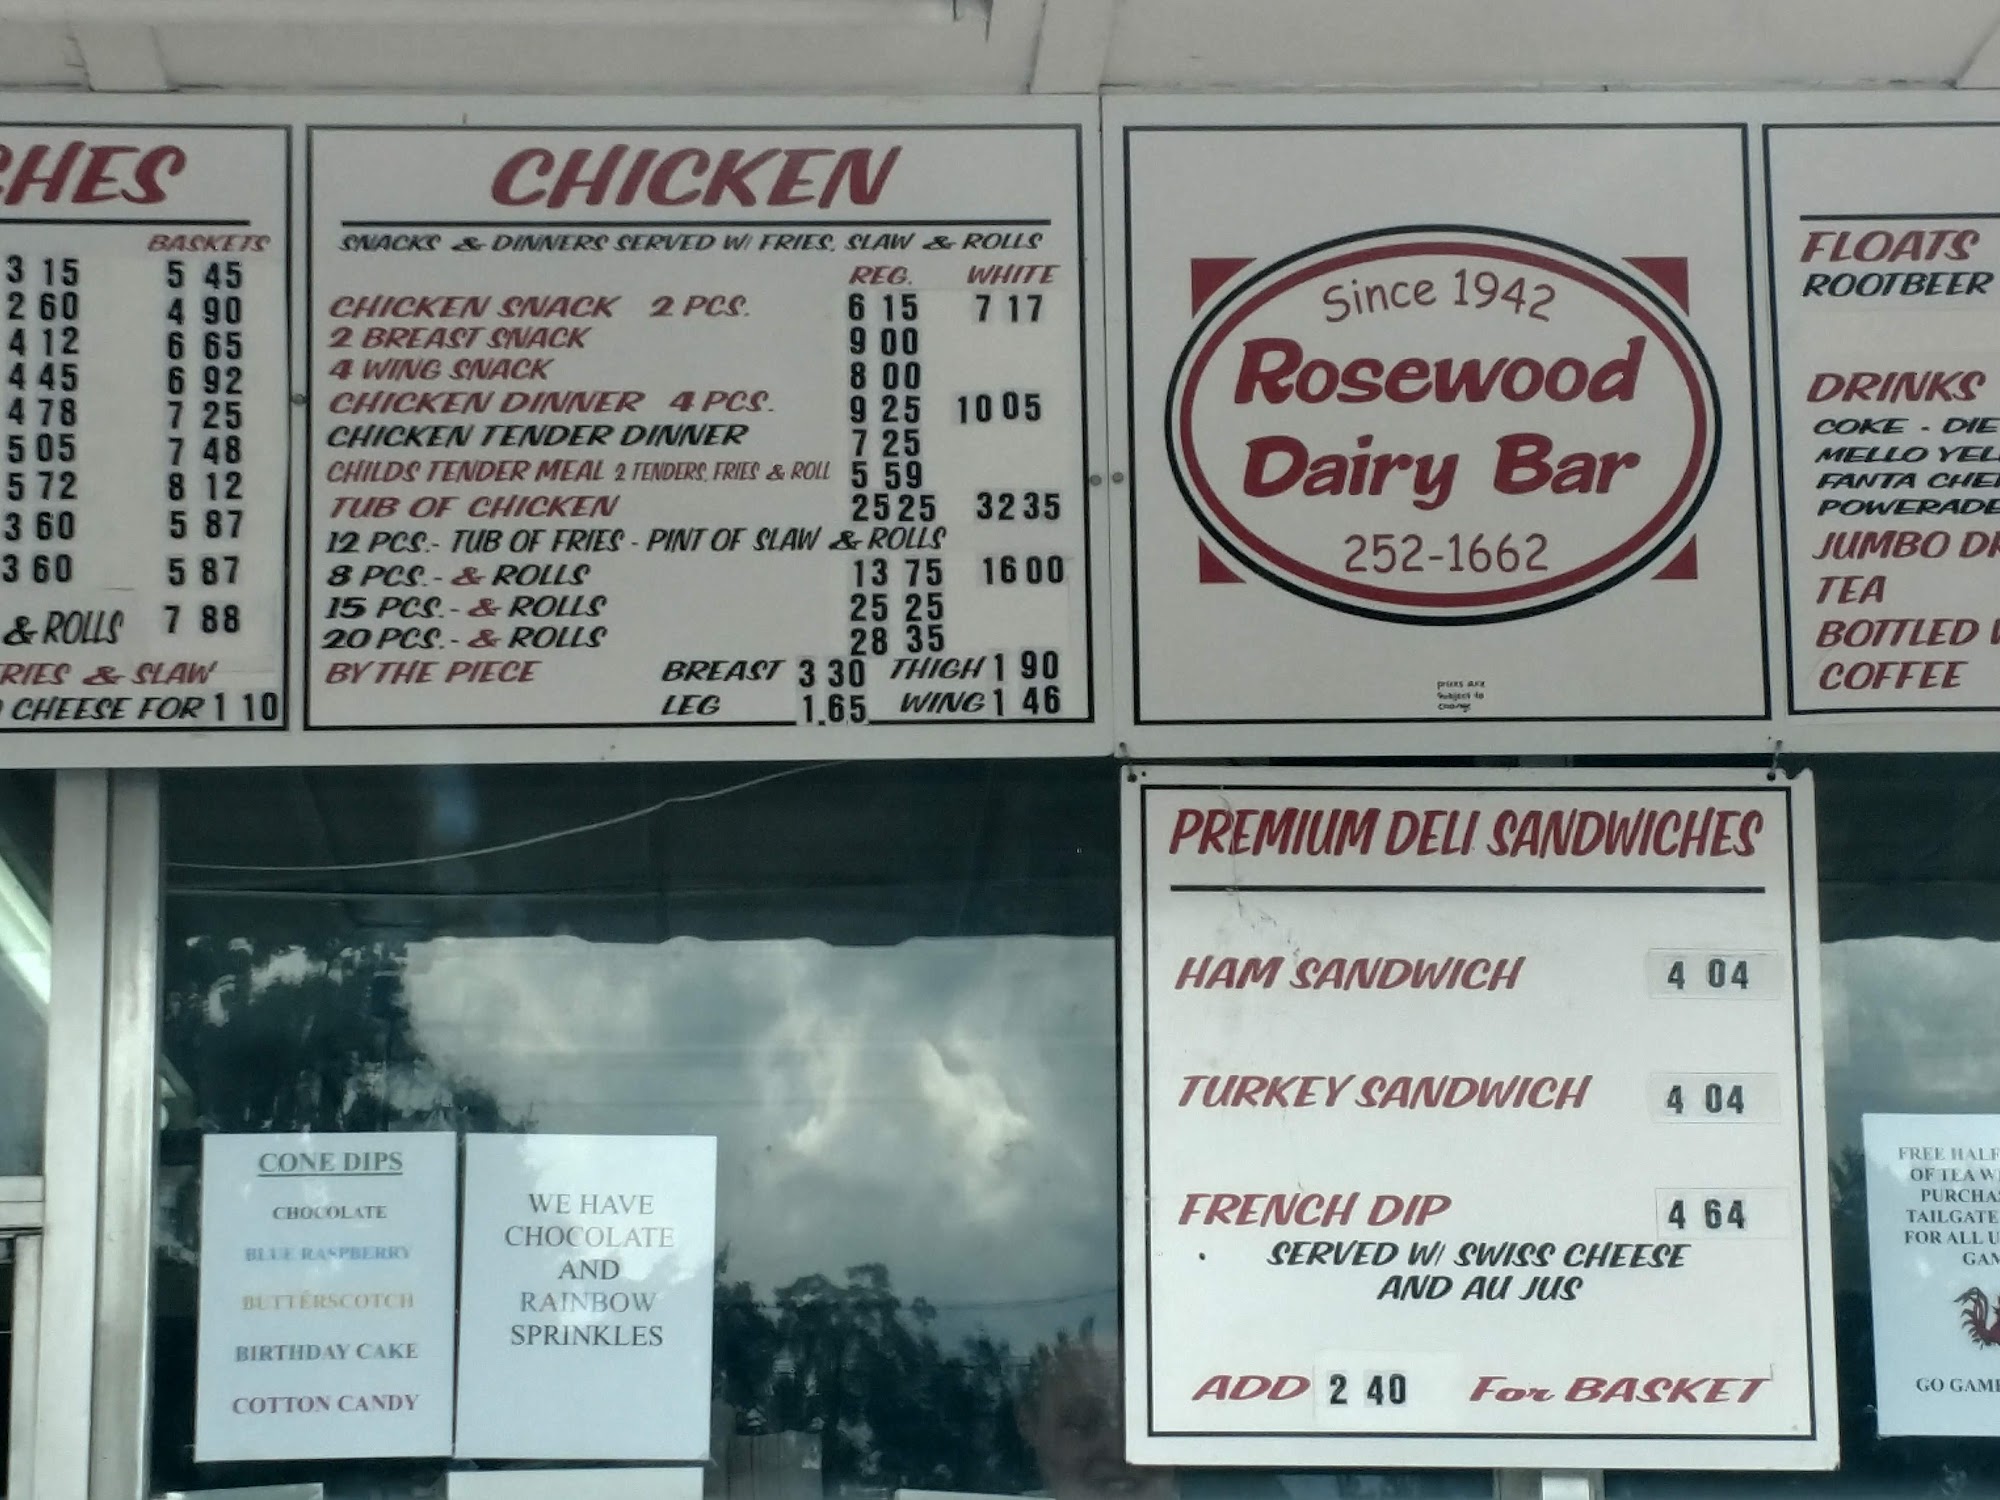 CHES
BASKETS
3 15 5 45
2 60 4 90
4 12 6 65
4 45 6 92
4 78 7 25
5 05 7 48
5 72 8 12
3 60 5 87
3 60 5 87
& ROLLS 7 88
RIES & SLAW
CHEESE FOR 1 10
CHICKEN
SNACKS & DINNERS SERVED W/ FRIES, SLAW & ROLLS
REG. WHITE
CHICKEN SNACK 2 PCS. 6 15 7 17
2 BREAST SNACK 9 00
4 WING SNACK 8 00
CHICKEN DINNER 4 PCS. 9 25 10 05
CHICKEN TENDER DINNER 7 25
CHILDS TENDER MEAL 2 TENDERS, FRIES & ROLL 5 59
TUB OF CHICKEN 25 25 32 35
12 PCS.- TUB OF FRIES - PINT OF SLAW & ROLLS
8 PCS.- & ROLLS 13 75 16 00
15 PCS.- & ROLLS 25 25
20 PCS.- & ROLLS 28 35
BY THE PIECE BREAST 3 30 THIGH 1 90
LEG 1.65 WING 1 46
Since 1942
Rosewood
Dairy Bar
252-1662
prices are
subject to
change
FLOATS
ROOTBEER
DRINKS
COKE - DIE
MELLO YEL
FANTA CHE
POWERADE
JUMBO DR
TEA
BOTTLED W
COFFEE
PREMIUM DELI SANDWICHES
HAM SANDWICH 4 04
TURKEY SANDWICH 4 04
FRENCH DIP 4 64
SERVED W/ SWISS CHEESE
AND AU JUS
ADD 2 40 For BASKET
CONE DIPS
CHOCOLATE
BLUE RASPBERRY
BUTTERSCOTCH
BIRTHDAY CAKE
COTTON CANDY
WE HAVE
CHOCOLATE
AND
RAINBOW
SPRINKLES
FREE HALF
OF TEA W
PURCHA
TAILGATE
FOR ALL U
GAM
GO GAME